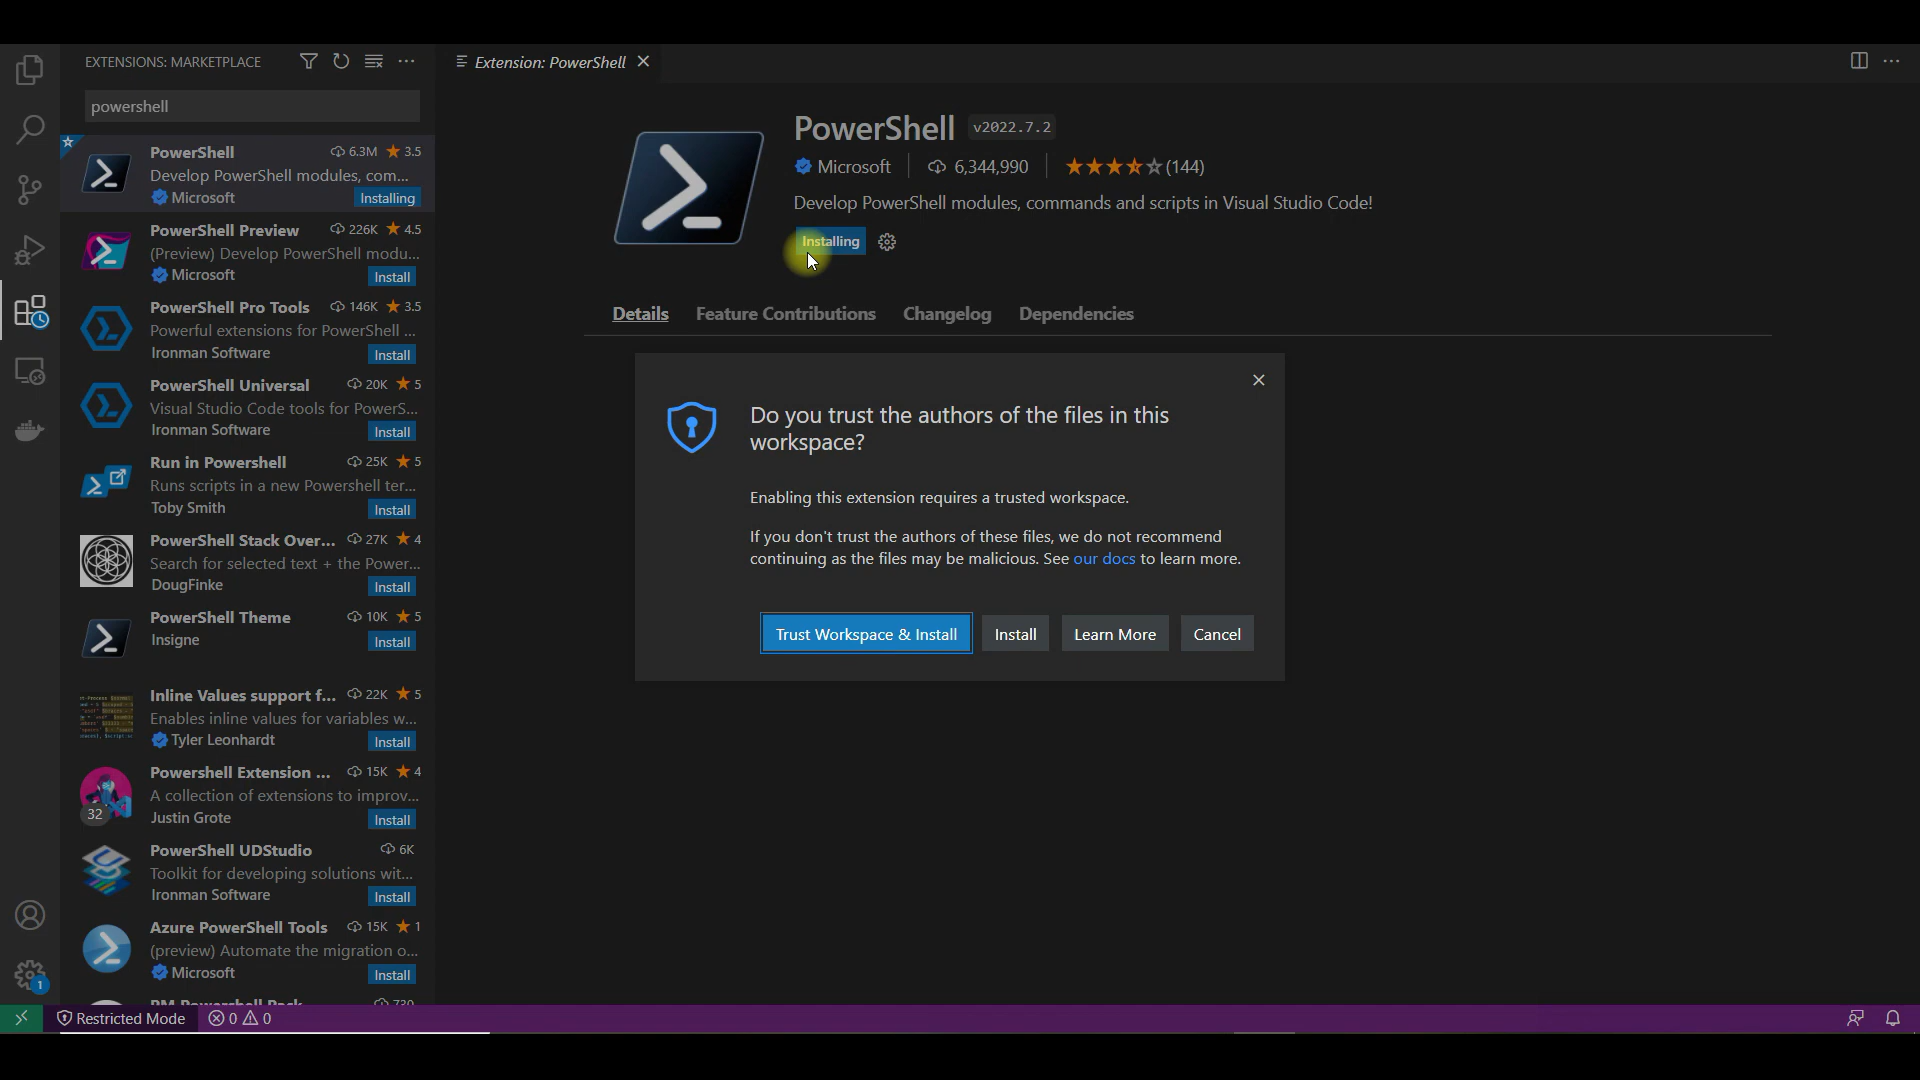 EXTENSIONS: MARKETPLACE
powershell
PowerShell 6.3M 3.5
Develop PowerShell modules, com...
Microsoft Installing
PowerShell Preview 226K 4.5
(Preview) Develop PowerShell modu...
Microsoft Install
PowerShell Pro Tools 146K 3.5
Powerful extensions for PowerShell ...
Ironman Software Install
PowerShell Universal 20K 5
Visual Studio Code tools for PowerS...
Ironman Software Install
Run in Powershell 25K 5
Runs scripts in a new Powershell ter...
Toby Smith Install
PowerShell Stack Over... 27K 4
Search for selected text + the Power...
DougFinke Install
PowerShell Theme 10K 5
Insigne Install
Inline Values support f... 22K 5
Enables inline values for variables w...
Tyler Leonhardt Install
Powershell Extension ... 15K 4
A collection of extensions to improv...
32 Justin Grote Install
PowerShell UDStudio 6K
Toolkit for developing solutions wit...
Ironman Software Install
Azure PowerShell Tools 15K 1
(preview) Automate the migration o...
Microsoft Install
1
Extension: PowerShell
PowerShell v2022.7.2
Microsoft 6,344,990 (144)
Develop PowerShell modules, commands and scripts in Visual Studio Code!
Installing
Details Feature Contributions Changelog Dependencies
Do you trust the authors of the files in this
workspace?
Enabling this extension requires a trusted workspace.
If you don't trust the authors of these files, we do not recommend
continuing as the files may be malicious. See our docs to learn more.
Trust Workspace & Install Install Learn More Cancel
Restricted Mode 0 0